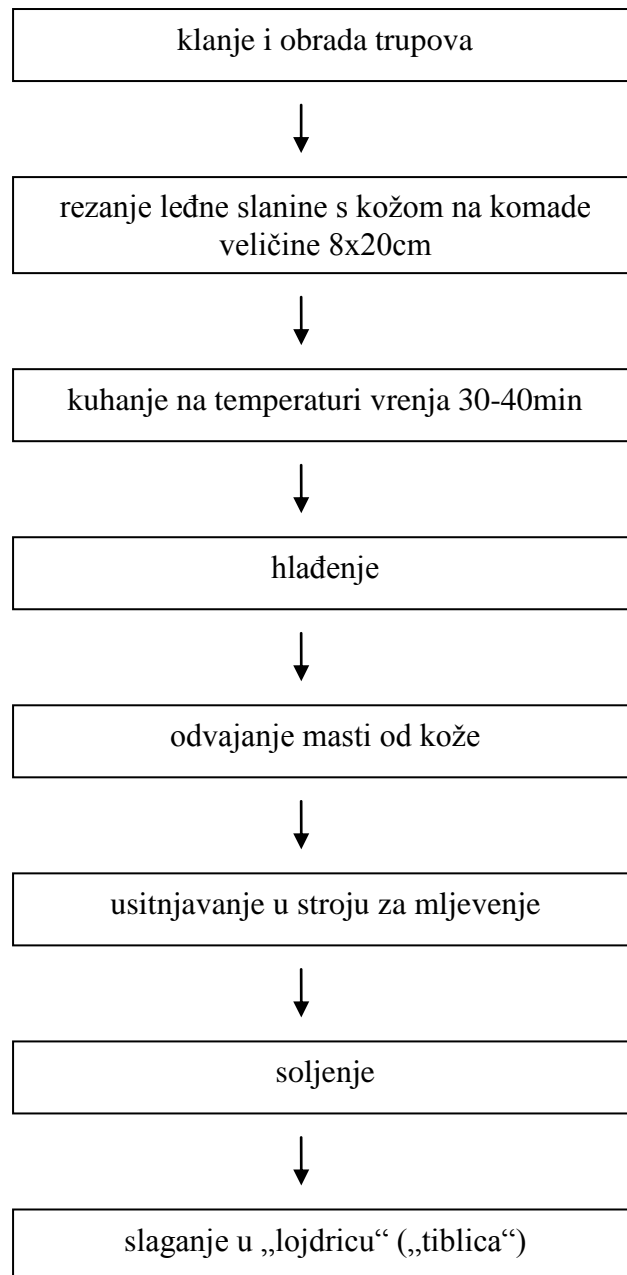 klanje i obrada trupova
rezanje leđne slanine s kožom na komade
veličine 8x20cm
kuhanje na temperaturi vrenja 30-40min
hlađenje
odvajanje masti od kože
usitnjavanje u stroju za mljevenje
soljenje
slaganje u „lojdricu“ („tiblica“)